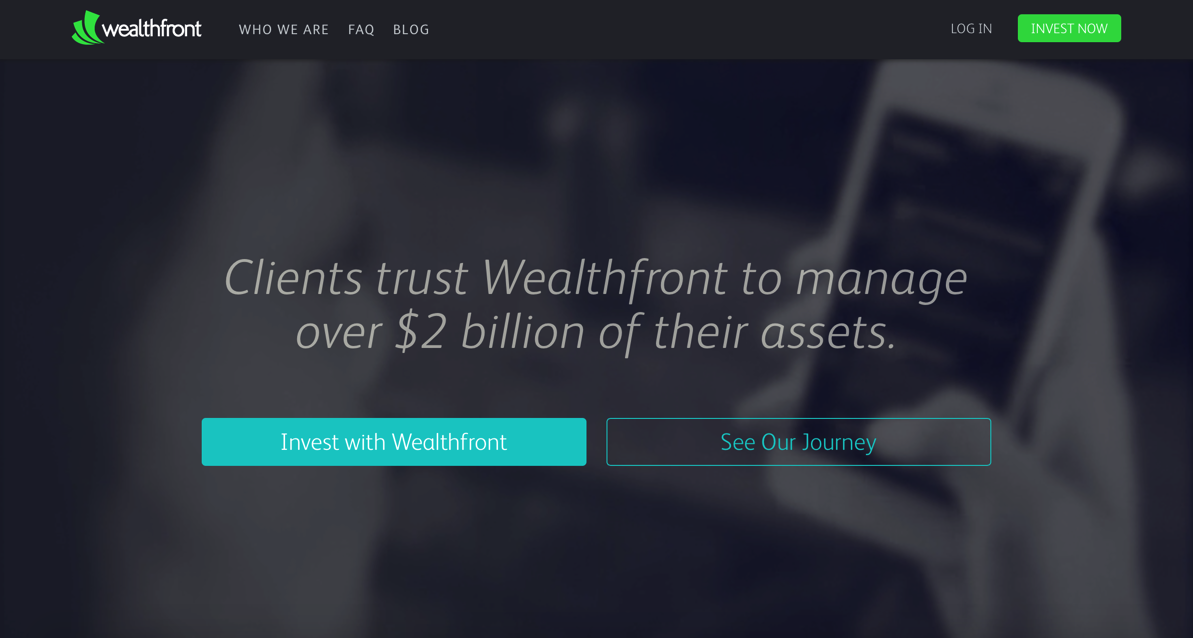 wealthfront
WHO WE ARE FAQ BLOG
LOG IN
INVEST NOW
Clients trust Wealthfront to manage
over $2 billion of their assets.
Invest with Wealthfront
See Our Journey